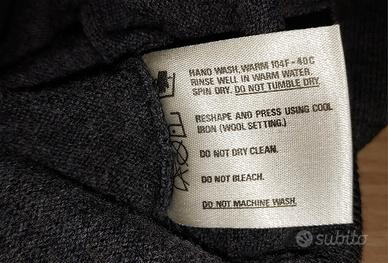 HAND WASH, WARM 104F - 40C
RINSE WELL IN WARM WATER.
SPIN DRY. DO NOT TUMBLE DRY.
RESHAPE AND PRESS USING COOL
IRON (WOOL SETTING.)
DO NOT DRY CLEAN.
DO NOT BLEACH.
DO NOT MACHINE WASH.
subito